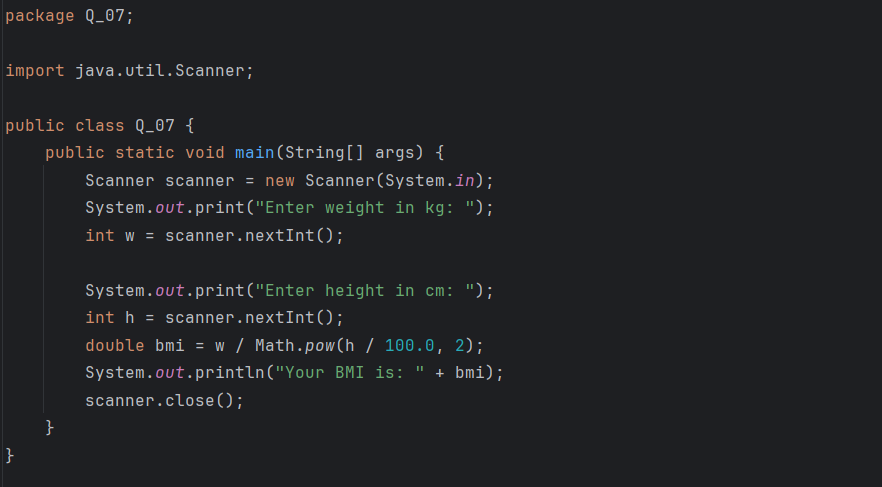 package Q_07;
import java.util.Scanner;
public class Q_07 {
    public static void main(String[] args) {
        Scanner scanner = new Scanner(System.in);
        System.out.print("Enter weight in kg: ");
        int w = scanner.nextInt();
        System.out.print("Enter height in cm: ");
        int h = scanner.nextInt();
        double bmi = w / Math.pow(h / 100.0, 2);
        System.out.println("Your BMI is: " + bmi);
        scanner.close();
    }
}